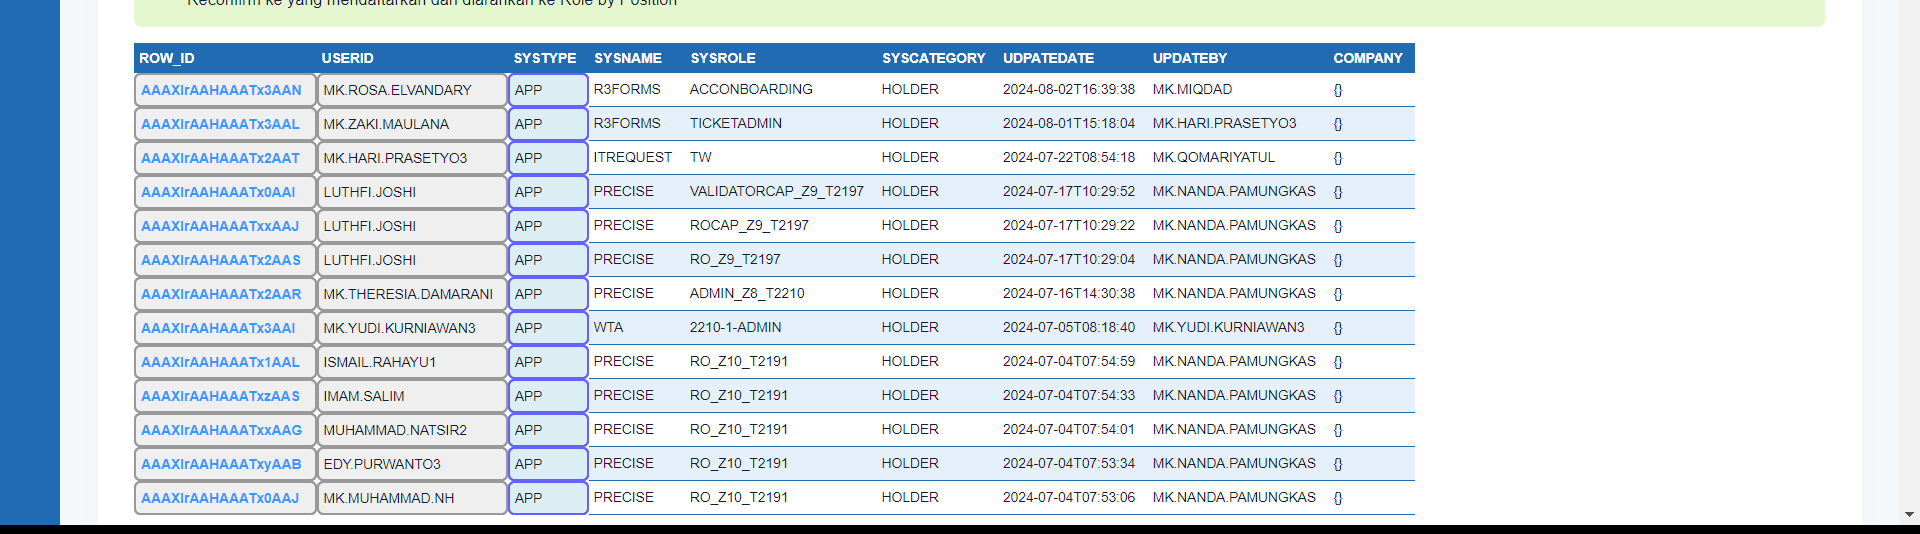 Reconfirm ke yang mendaftarkan dan diarahkan ke Role by Position
ROW_ID USERID SYSTYPE SYSNAME SYSROLE SYSCATEGORY UDPATEDATE UPDATEBY COMPANY
AAAXIrAAHAAATx3AAN MK.ROSA.ELVANDARY APP R3FORMS ACCONBOARDING HOLDER 2024-08-02T16:39:38 MK.MIQDAD {}
AAAXIrAAHAAATx3AAL MK.ZAKI.MAULANA APP R3FORMS TICKETADMIN HOLDER 2024-08-01T15:18:04 MK.HARI.PRASETYO3 {}
AAAXIrAAHAAATx2AAT MK.HARI.PRASETYO3 APP ITREQUEST TW HOLDER 2024-07-22T08:54:18 MK.QOMARIYATUL {}
AAAXIrAAHAAATx0AAI LUTHFI.JOSHI APP PRECISE VALIDATORCAP_Z9_T2197 HOLDER 2024-07-17T10:29:52 MK.NANDA.PAMUNGKAS {}
AAAXIrAAHAAATxxAAJ LUTHFI.JOSHI APP PRECISE ROCAP_Z9_T2197 HOLDER 2024-07-17T10:29:22 MK.NANDA.PAMUNGKAS {}
AAAXIrAAHAAATx2AAS LUTHFI.JOSHI APP PRECISE RO_Z9_T2197 HOLDER 2024-07-17T10:29:04 MK.NANDA.PAMUNGKAS {}
AAAXIrAAHAAATx2AAR MK.THERESIA.DAMARANI APP PRECISE ADMIN_Z8_T2210 HOLDER 2024-07-16T14:30:38 MK.NANDA.PAMUNGKAS {}
AAAXIrAAHAAATx3AAI MK.YUDI.KURNIAWAN3 APP WTA 2210-1-ADMIN HOLDER 2024-07-05T08:18:40 MK.YUDI.KURNIAWAN3 {}
AAAXIrAAHAAATx1AAL ISMAIL.RAHAYU1 APP PRECISE RO_Z10_T2191 HOLDER 2024-07-04T07:54:59 MK.NANDA.PAMUNGKAS {}
AAAXIrAAHAAATxzAAS IMAM.SALIM APP PRECISE RO_Z10_T2191 HOLDER 2024-07-04T07:54:33 MK.NANDA.PAMUNGKAS {}
AAAXIrAAHAAATxxAAG MUHAMMAD.NATSIR2 APP PRECISE RO_Z10_T2191 HOLDER 2024-07-04T07:54:01 MK.NANDA.PAMUNGKAS {}
AAAXIrAAHAAATxyAAB EDY.PURWANTO3 APP PRECISE RO_Z10_T2191 HOLDER 2024-07-04T07:53:34 MK.NANDA.PAMUNGKAS {}
AAAXIrAAHAAATx0AAJ MK.MUHAMMAD.NH APP PRECISE RO_Z10_T2191 HOLDER 2024-07-04T07:53:06 MK.NANDA.PAMUNGKAS {}